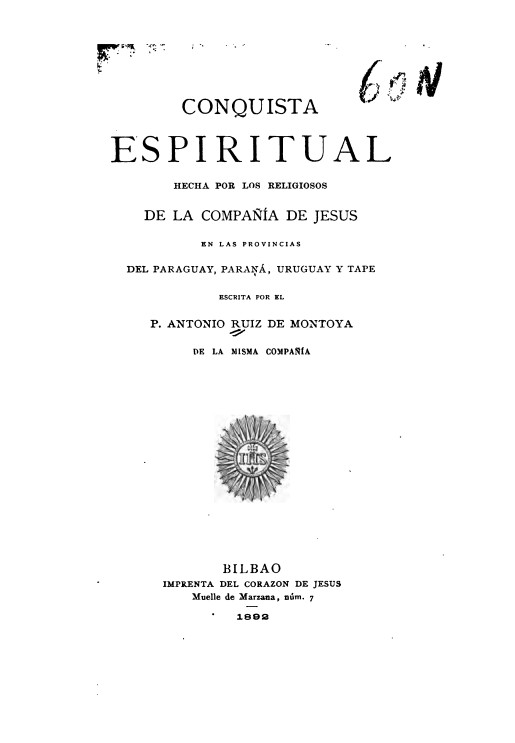 60N
CONQUISTA
ESPIRITUAL
HECHA POR LOS RELIGIOSOS
DE LA COMPAÑÍA DE JESUS
EN LAS PROVINCIAS
DEL PARAGUAY, PARANÁ, URUGUAY Y TAPE
ESCRITA POR EL
P. ANTONIO RUIZ DE MONTOYA
DE LA MISMA COMPAÑÍA
IHS
BILBAO
IMPRENTA DEL CORAZON DE JESUS
Muelle de Marzana, núm. 7
1892